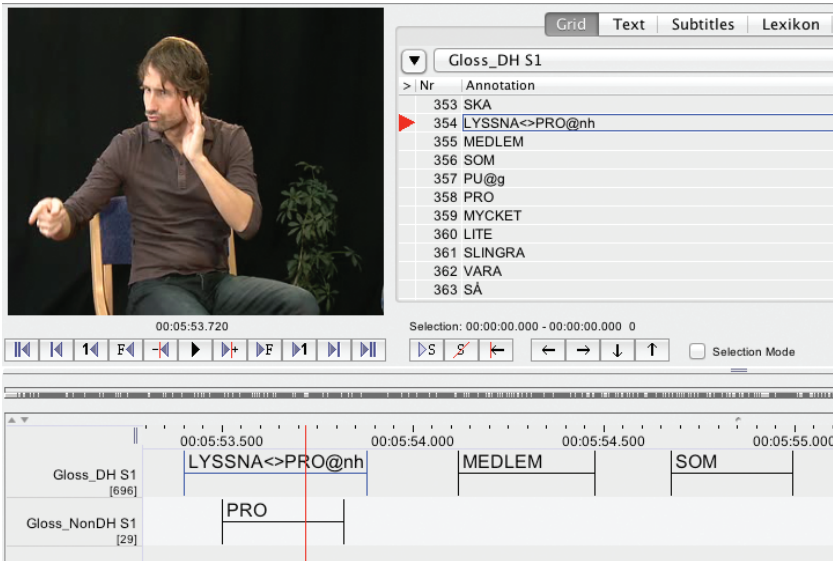 Grid Text Subtitles Lexikon
▼ Gloss_DH S1
> Nr Annotation
353 SKA
354 LYSSNA<>PRO@nh
355 MEDLEM
356 SOM
357 PU@g
358 PRO
359 MYCKET
360 LITE
361 SLINGRA
362 VARA
363 SÅ
00:05:53.720
Selection: 00:00:00.000 - 00:00:00.000 0
1 F + F 1 S S Selection Mode
00:05:53.500 00:05:54.000 00:05:54.500 00:05:55.000
LYSSNA<>PRO@nh MEDLEM SOM
Gloss_DH S1
[696]
PRO
Gloss_NonDH S1
[29]